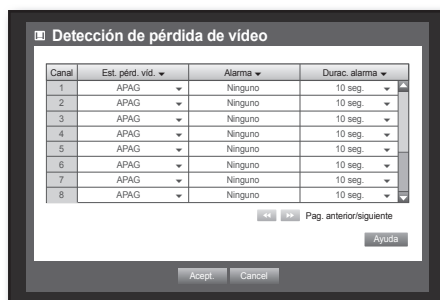 Detección de pérdida de vídeo
Canal Est. pérd. víd. Alarma Durac. alarma
1 APAG Ninguno 10 seg.
2 APAG Ninguno 10 seg.
3 APAG Ninguno 10 seg.
4 APAG Ninguno 10 seg.
5 APAG Ninguno 10 seg.
6 APAG Ninguno 10 seg.
7 APAG Ninguno 10 seg.
8 APAG Ninguno 10 seg.
Pag. anterior/siguiente
Ayuda
Acept. Cancel